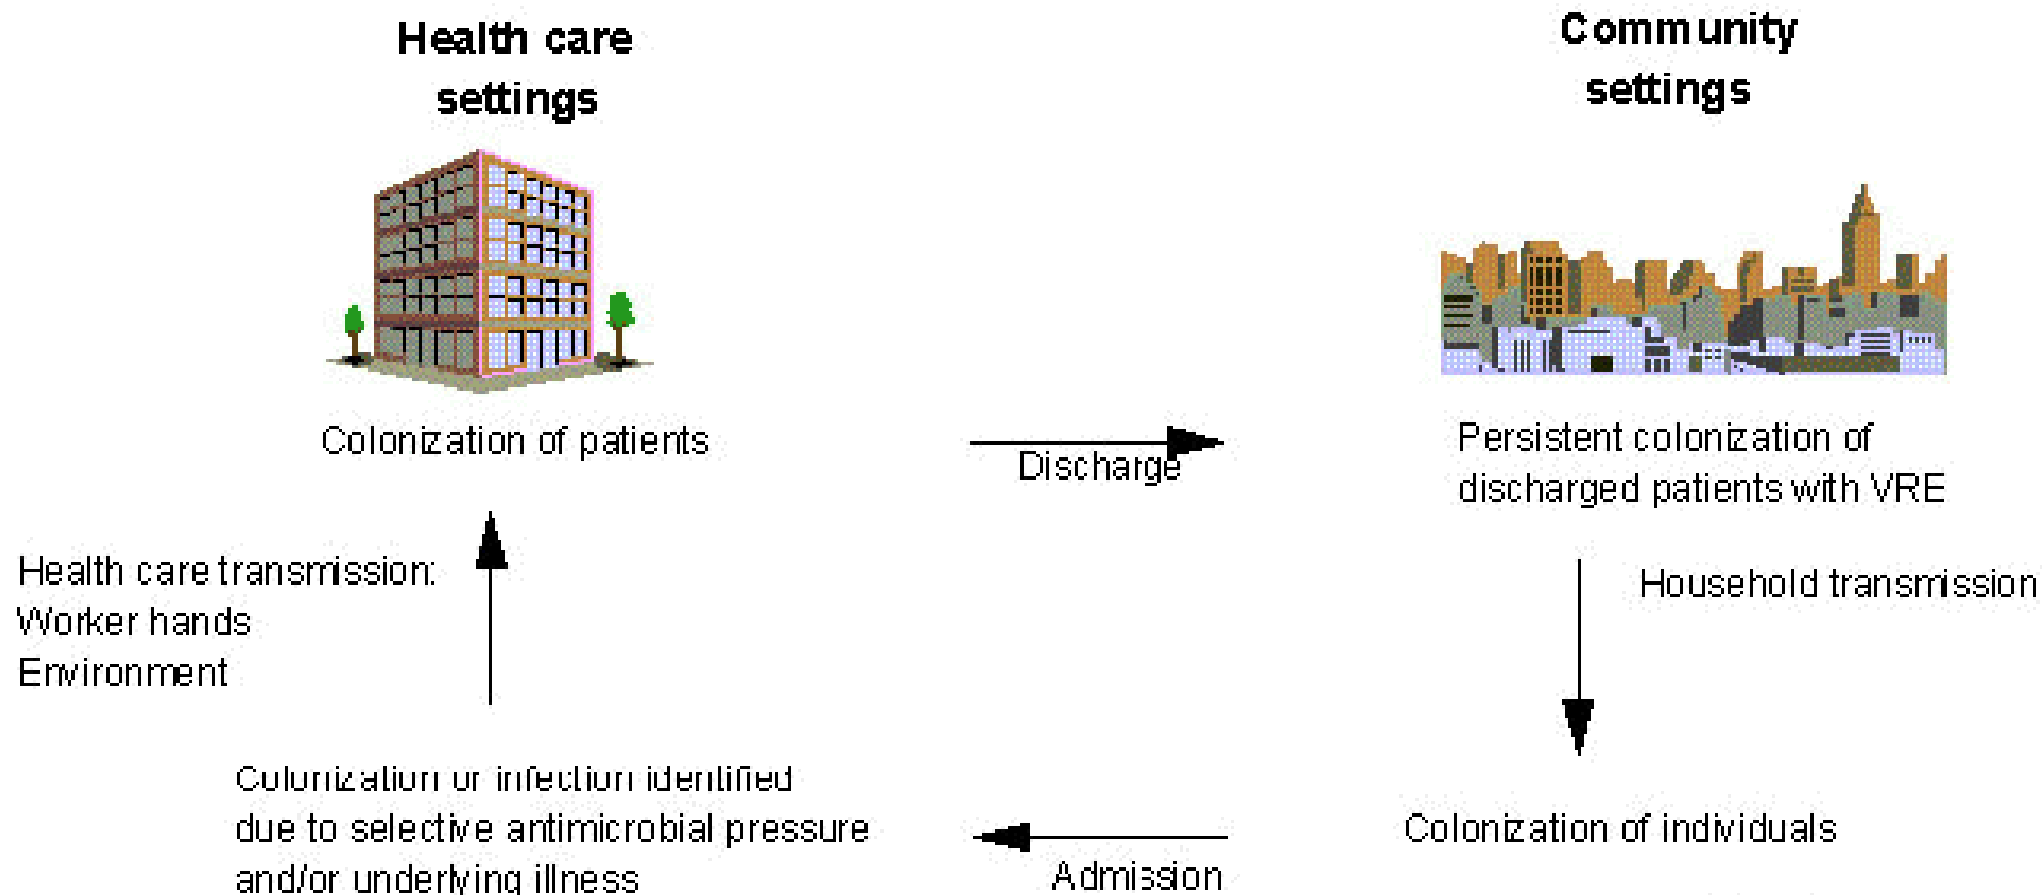 Health care
settings
Community
settings
Colonization of patients
Discharge
Persistent colonization of
discharged patients with VRE
Health care transmission:
Worker hands
Environment
Household transmission
Colonization or infection identified
due to selective antimicrobial pressure
and/or underlying illness
Admission
Colonization of individuals